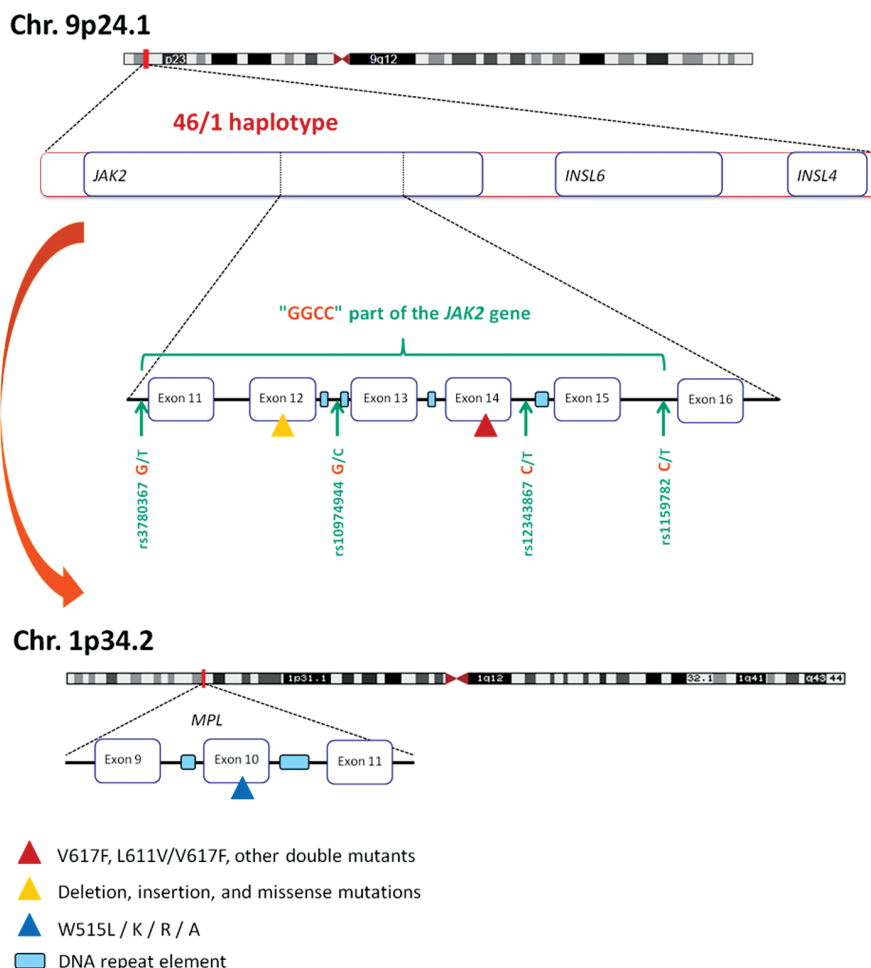 Chr. 9p24.1
p23
9q12
46/1 haplotype
JAK2
INSL6
INSL4
"GGCC" part of the JAK2 gene
Exon 11
Exon 12
Exon 13
Exon 14
Exon 15
Exon 16
rs3780367 G/T
rs10974944 G/C
rs12343867 C/T
rs1159782 C/T
Chr. 1p34.2
1p31.1
1q12
32.1
1q41
q43
44
MPL
Exon 9
Exon 10
Exon 11
V617F, L611V/V617F, other double mutants
Deletion, insertion, and missense mutations
W515L / K / R / A
DNA repeat element